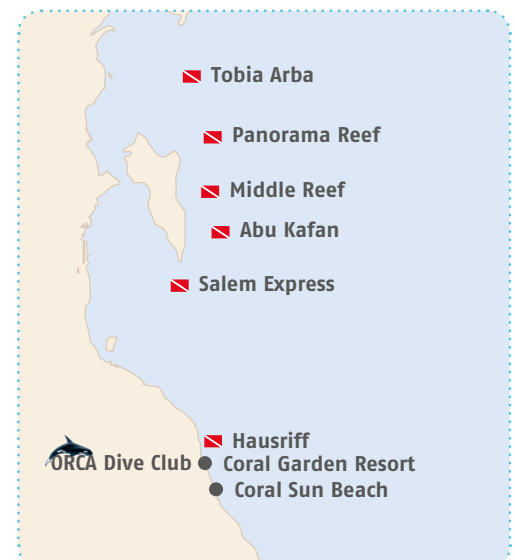 Tobia Arba
Panorama Reef
Middle Reef
Abu Kafan
Salem Express
Hausriff
ORCA Dive Club
Coral Garden Resort
Coral Sun Beach